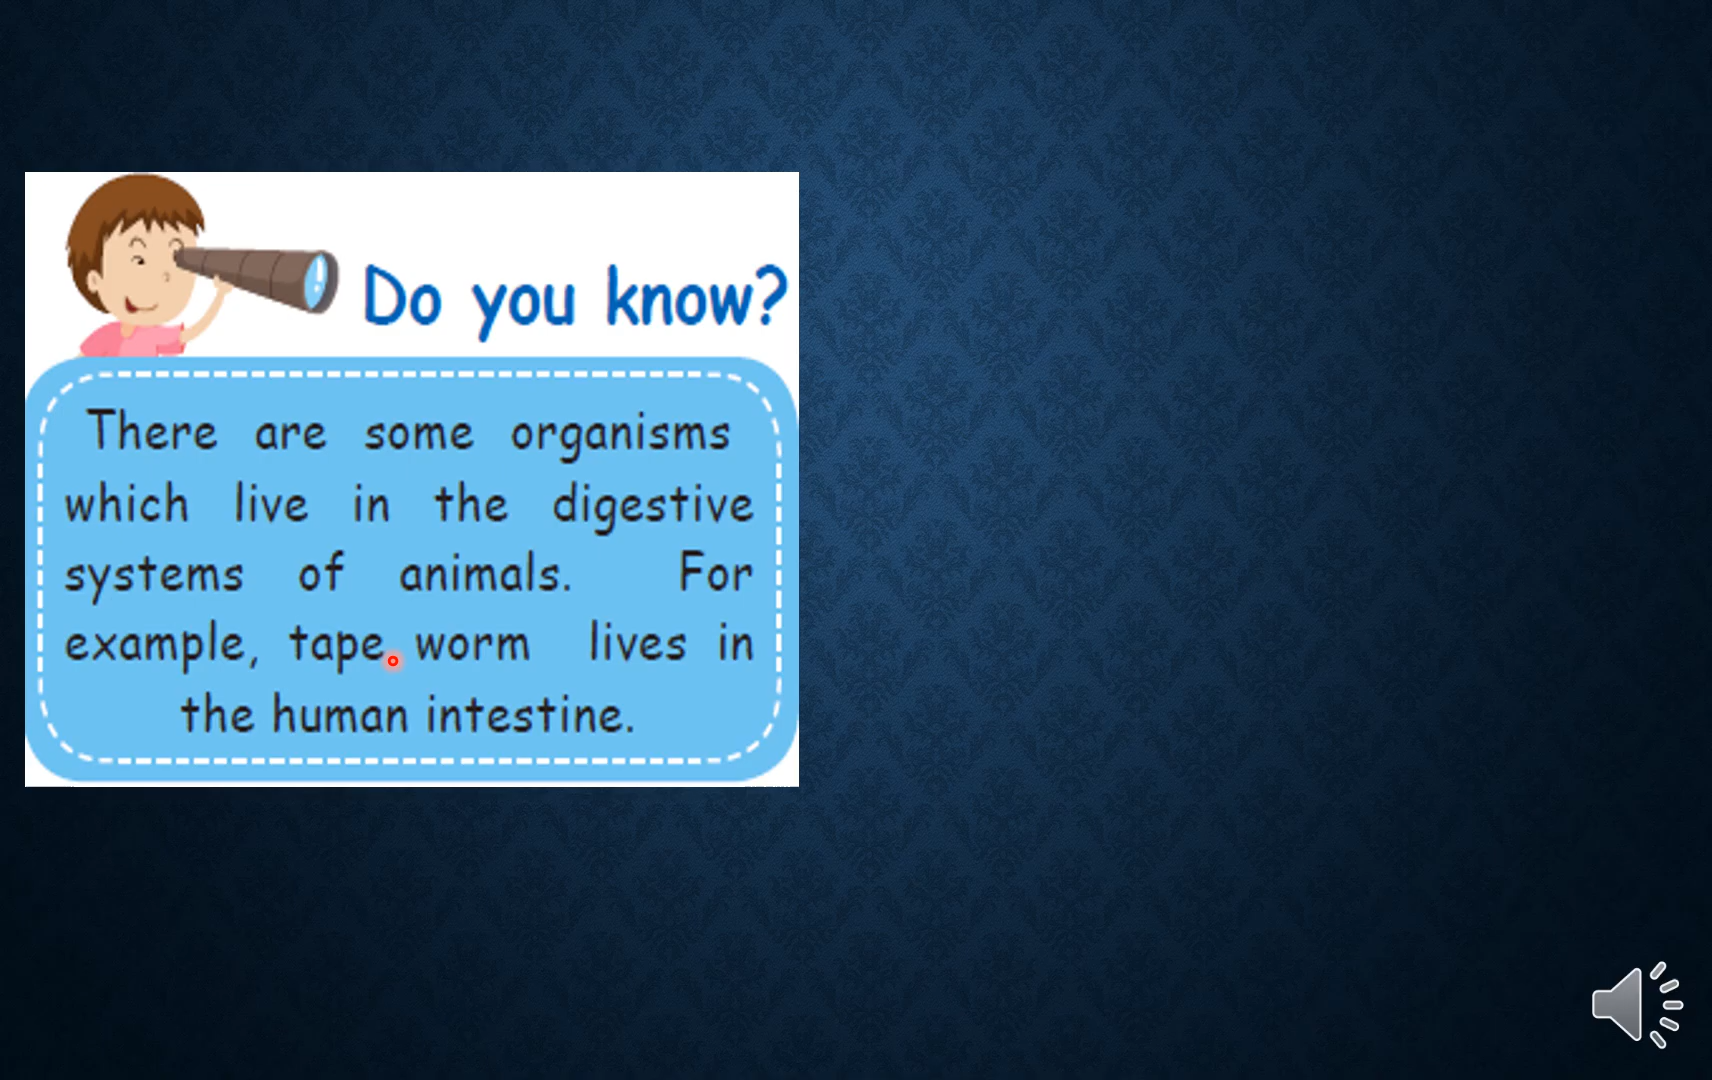 Do you know?
There are some organisms
which live in the digestive
systems of animals. For
example, tape worm lives in
the human intestine.